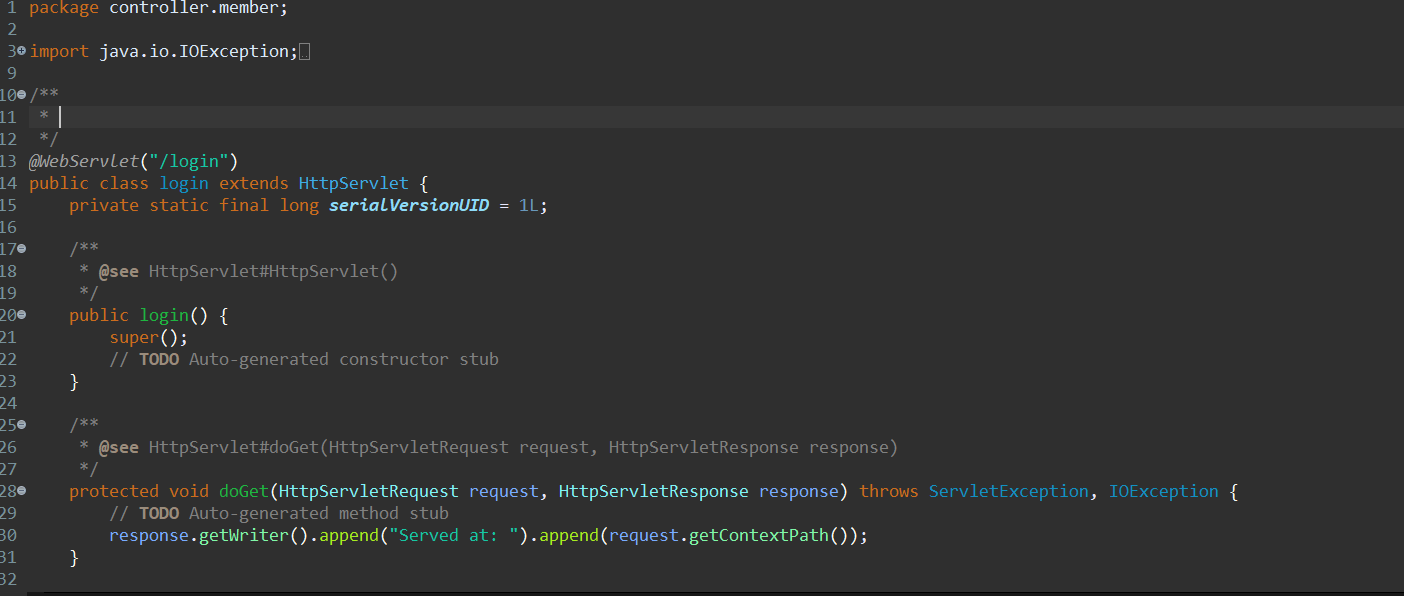 1 package controller.member;
2
3 import java.io.IOException;
9
10 /**
11  *
12  */
13 @WebServlet("/login")
14 public class login extends HttpServlet {
15     private static final long serialVersionUID = 1L;
16
17     /**
18      * @see HttpServlet#HttpServlet()
19      */
20     public login() {
21         super();
22         // TODO Auto-generated constructor stub
23     }
24
25     /**
26      * @see HttpServlet#doGet(HttpServletRequest request, HttpServletResponse response)
27      */
28     protected void doGet(HttpServletRequest request, HttpServletResponse response) throws ServletException, IOException {
29         // TODO Auto-generated method stub
30         response.getWriter().append("Served at: ").append(request.getContextPath());
31     }
32